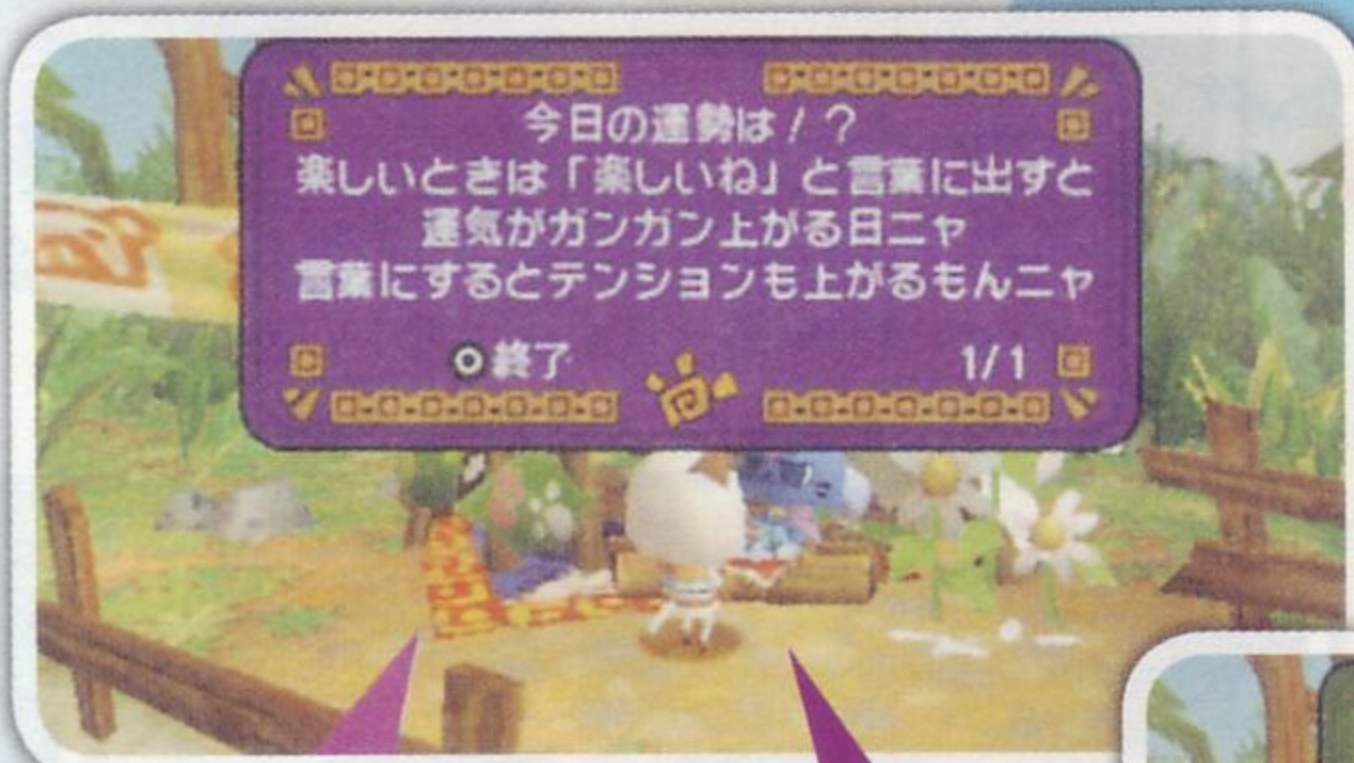 今日の運勢は！？
楽しいときは「楽しいね」と言葉に出すと
運気がガンガン上がる日ニャ
言葉にするとテンションも上がるもんニャ
終了
1/1